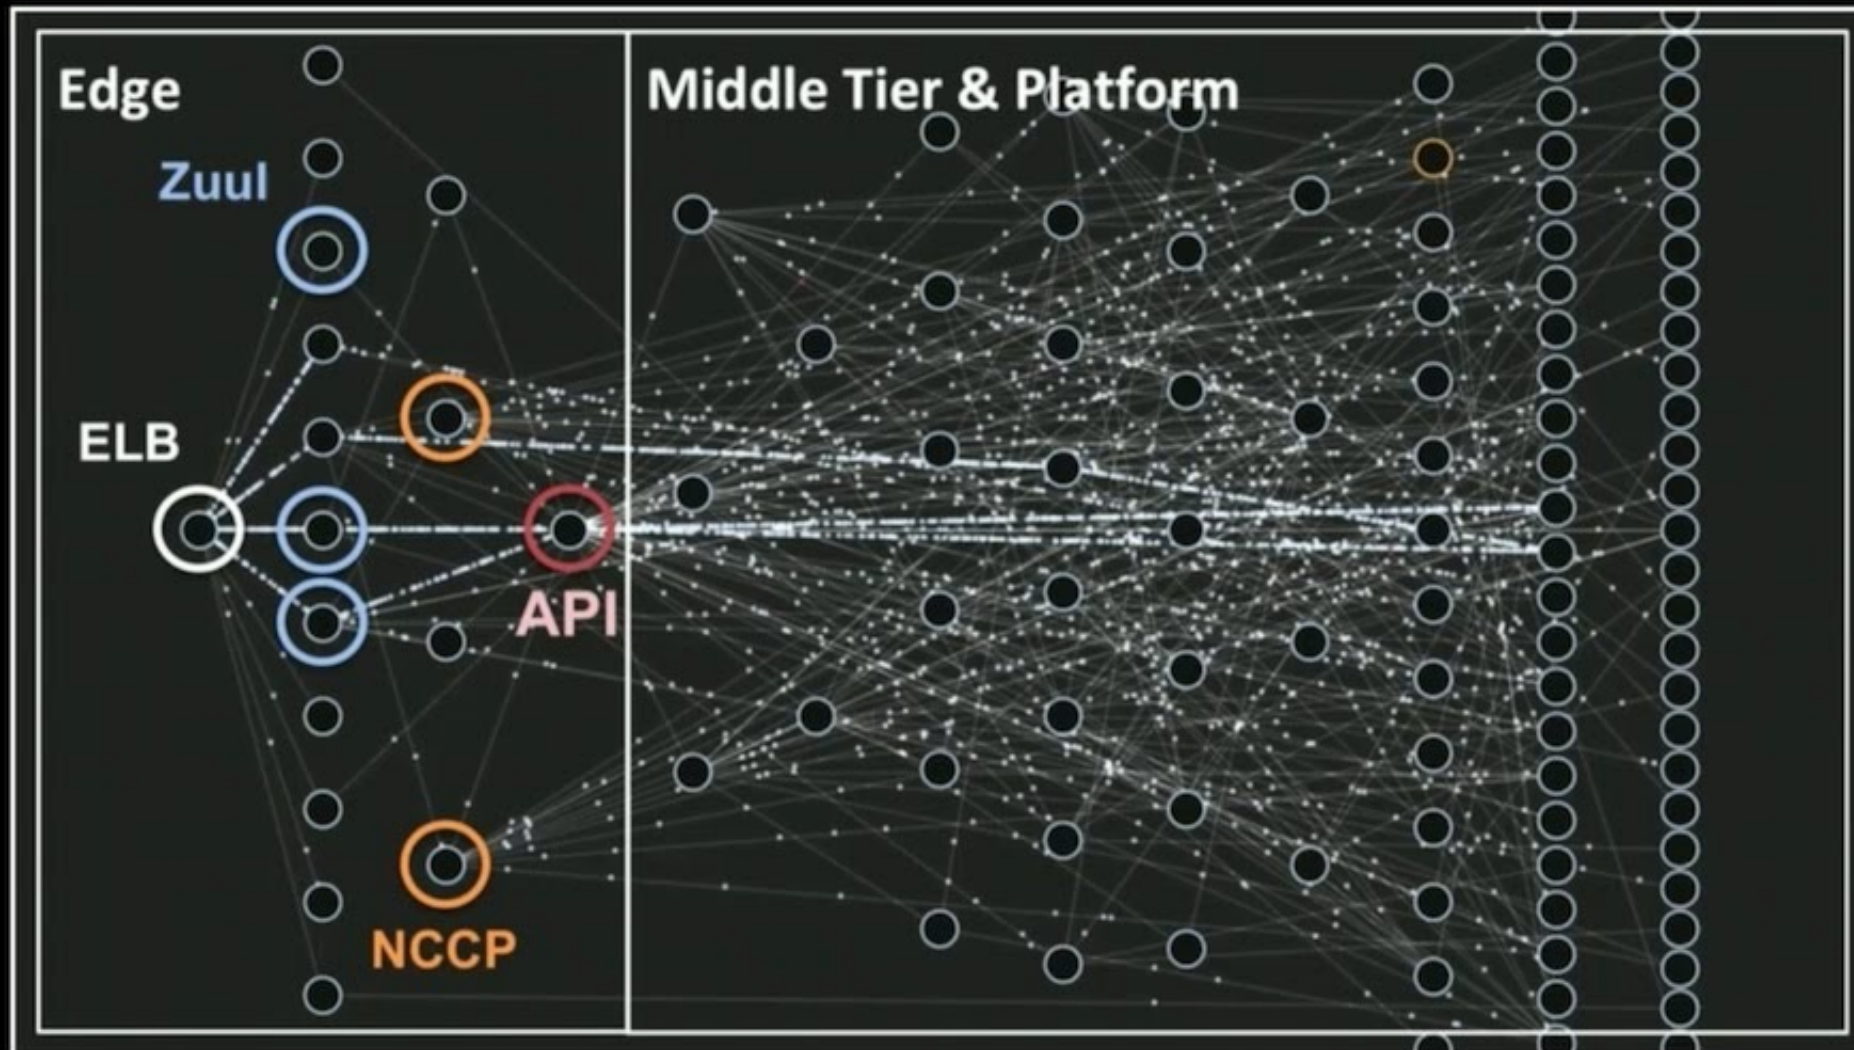 Edge
Middle Tier & Platform
Zuul
ELB
API
NCCP